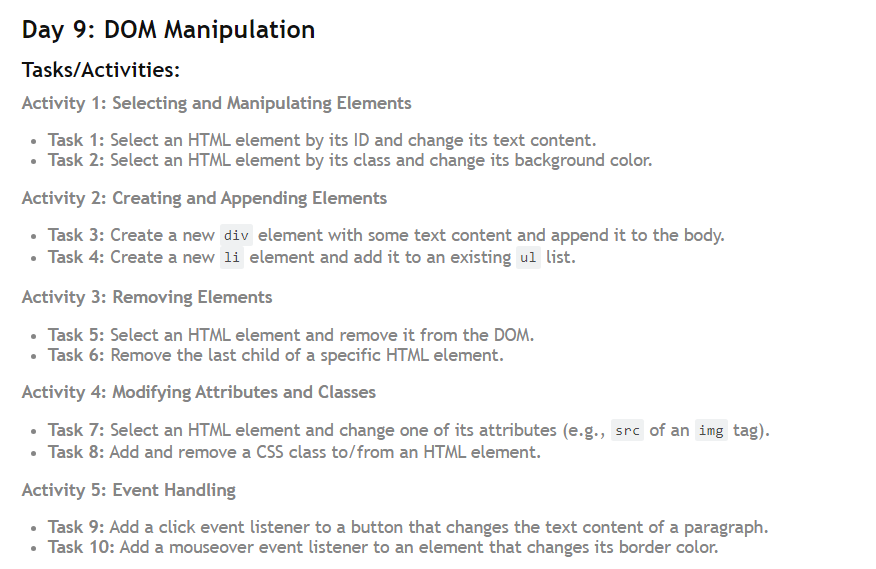 Day 9: DOM Manipulation
Tasks/Activities:
Activity 1: Selecting and Manipulating Elements
• Task 1: Select an HTML element by its ID and change its text content.
• Task 2: Select an HTML element by its class and change its background color.
Activity 2: Creating and Appending Elements
• Task 3: Create a new div element with some text content and append it to the body.
• Task 4: Create a new li element and add it to an existing ul list.
Activity 3: Removing Elements
• Task 5: Select an HTML element and remove it from the DOM.
• Task 6: Remove the last child of a specific HTML element.
Activity 4: Modifying Attributes and Classes
• Task 7: Select an HTML element and change one of its attributes (e.g., src of an img tag).
• Task 8: Add and remove a CSS class to/from an HTML element.
Activity 5: Event Handling
• Task 9: Add a click event listener to a button that changes the text content of a paragraph.
• Task 10: Add a mouseover event listener to an element that changes its border color.